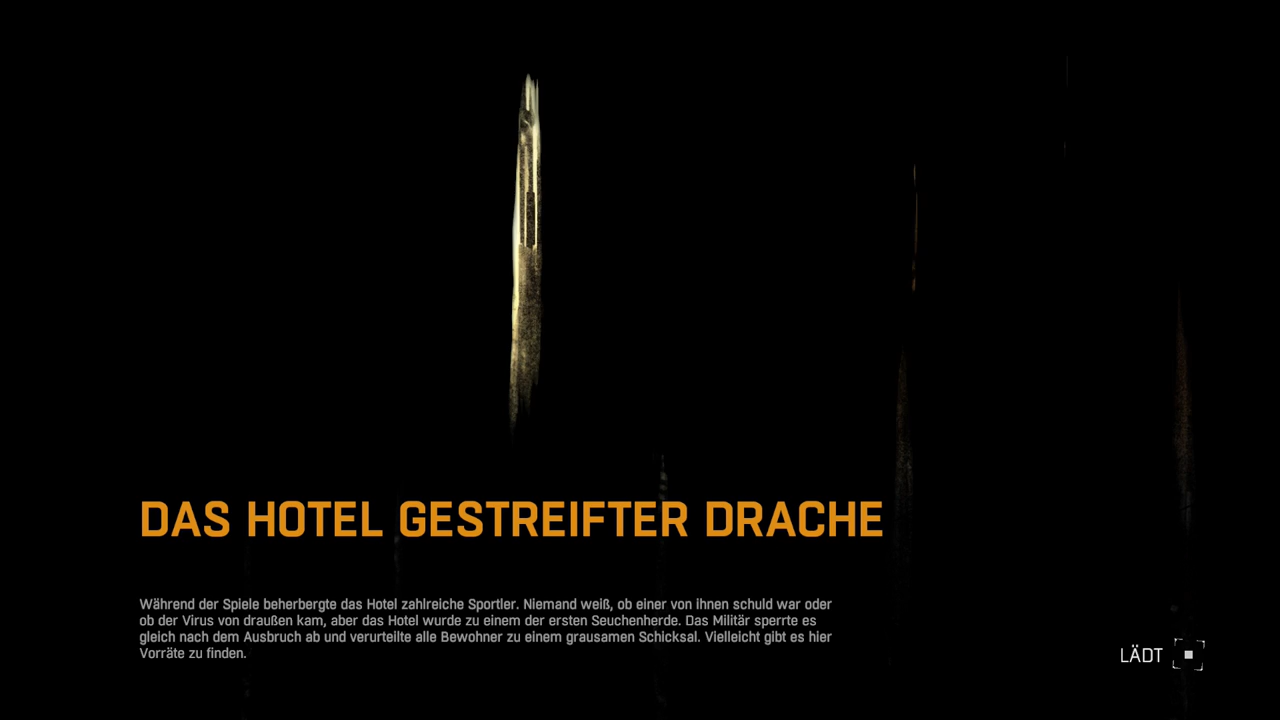 DAS HOTEL GESTREIFTER DRACHE
Während der Spiele beherbergte das Hotel zahlreiche Sportler. Niemand weiß, ob einer von ihnen schuld war oder
ob der Virus von draußen kam, aber das Hotel wurde zu einem der ersten Seuchenherde. Das Militär sperrte es
gleich nach dem Ausbruch ab und verurteilte alle Bewohner zu einem grausamen Schicksal. Vielleicht gibt es hier
Vorräte zu finden.
LÄDT